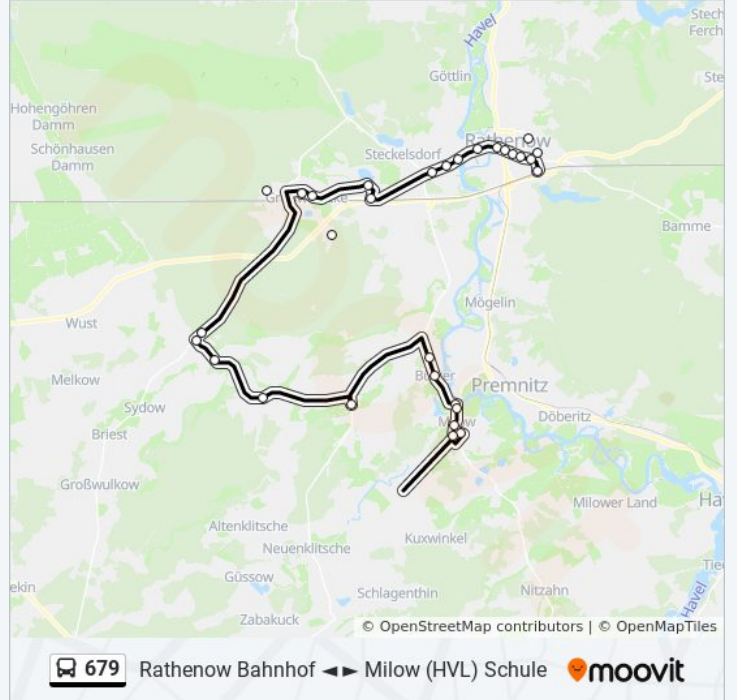 Havel
Stech
Ferch
Göttlin
Ste
Hohengöhren
Damm
Rathenow
Schönhausen
Damm
Steckelsdorf
Bamme
Mögelin
Wust
Melkow
Premnitz
Sydow
Döberitz
Milow
Briest
Großwulkow
Milower Land
Ha
Altenklitsche
Kuxwinkel
Neuenklitsche
Tie
Güssow
ekin
Schlagenthin
Nitzahn
Havel
Zabakuck
© OpenStreetMap contributors | © OpenMapTiles
679 Rathenow Bahnhof ◄ ► Milow (HVL) Schule moovit